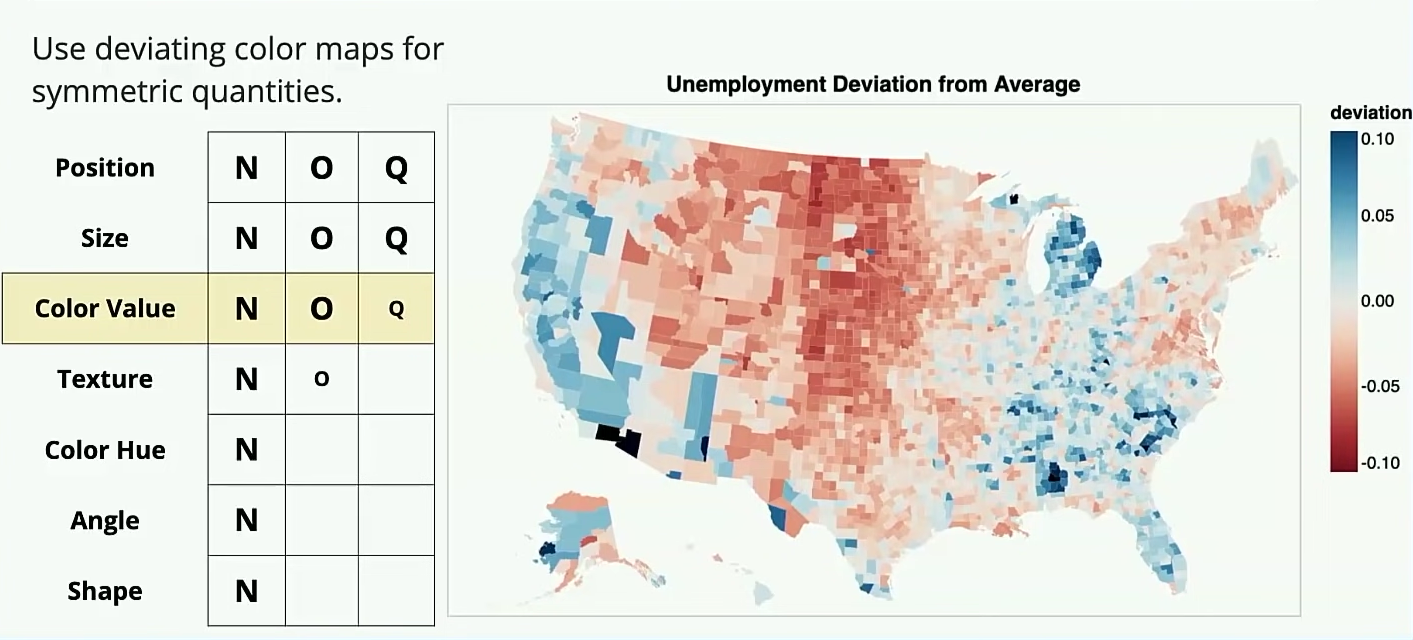 Use deviating color maps for
symmetric quantities.
Position N O Q
Size N O Q
Color Value N O Q
Texture N O
Color Hue N
Angle N
Shape N
Unemployment Deviation from Average
deviation
0.10
0.05
0.00
-0.05
-0.10